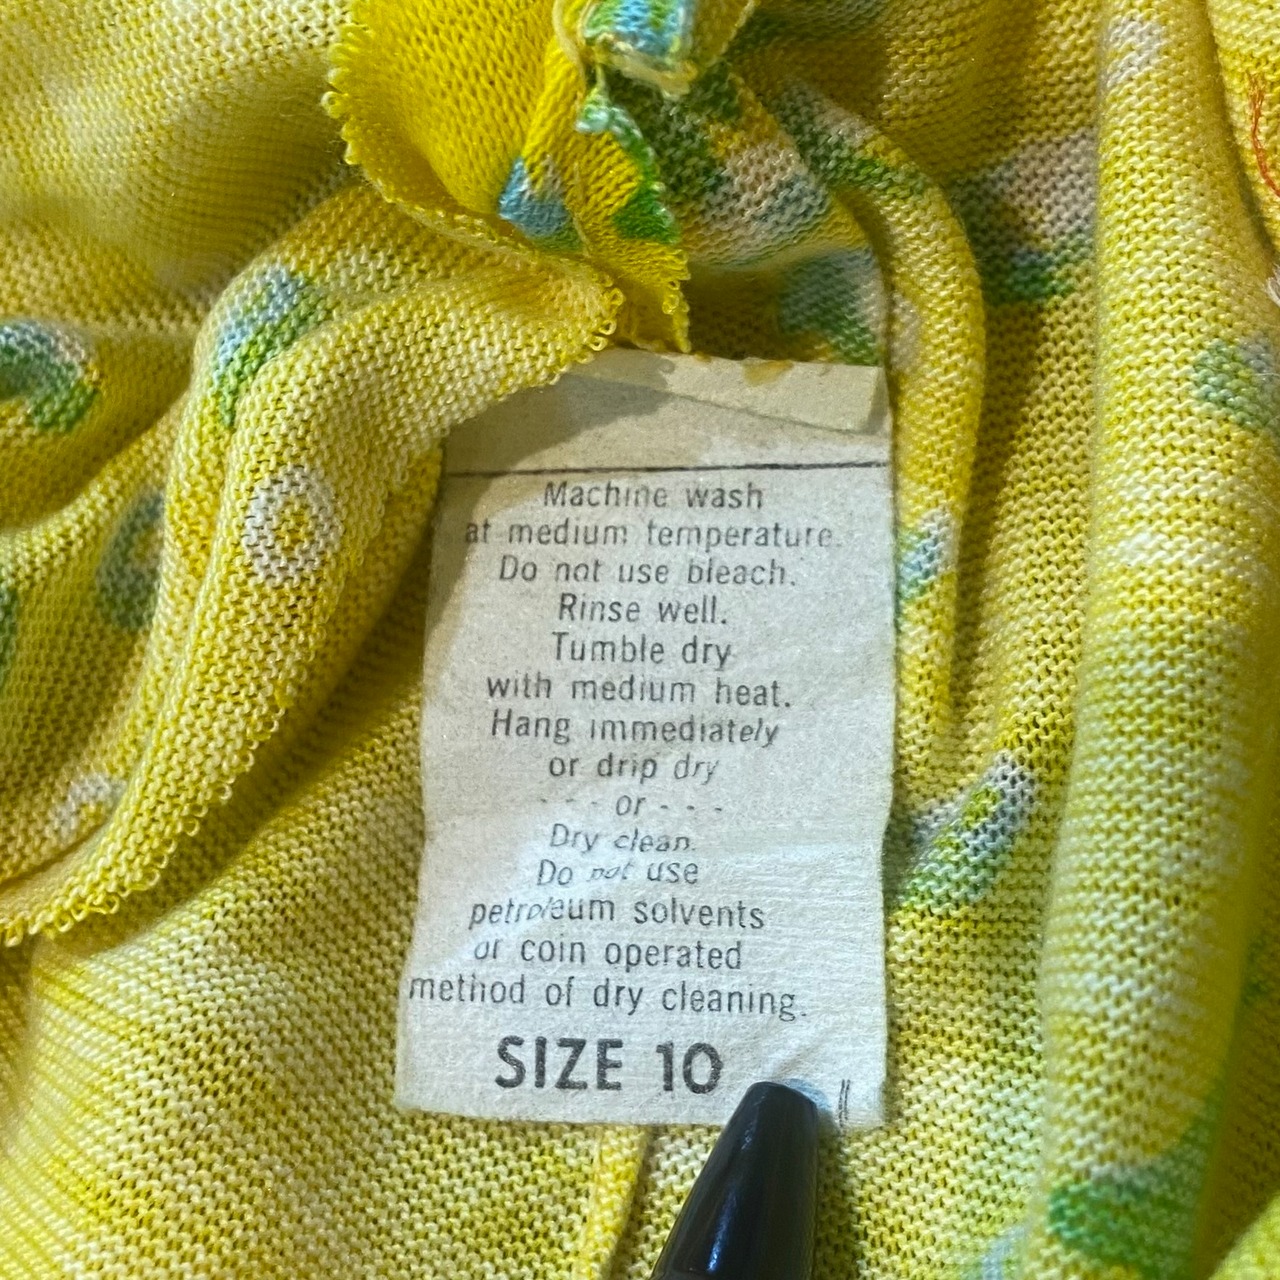 Machine wash
at medium temperature.
Do not use bleach.
Rinse well.
Tumble dry
with medium heat.
Hang immediately
or drip dry
- - - or - - -
Dry clean.
Do not use
petroleum solvents
or coin operated
method of dry cleaning.
SIZE 10